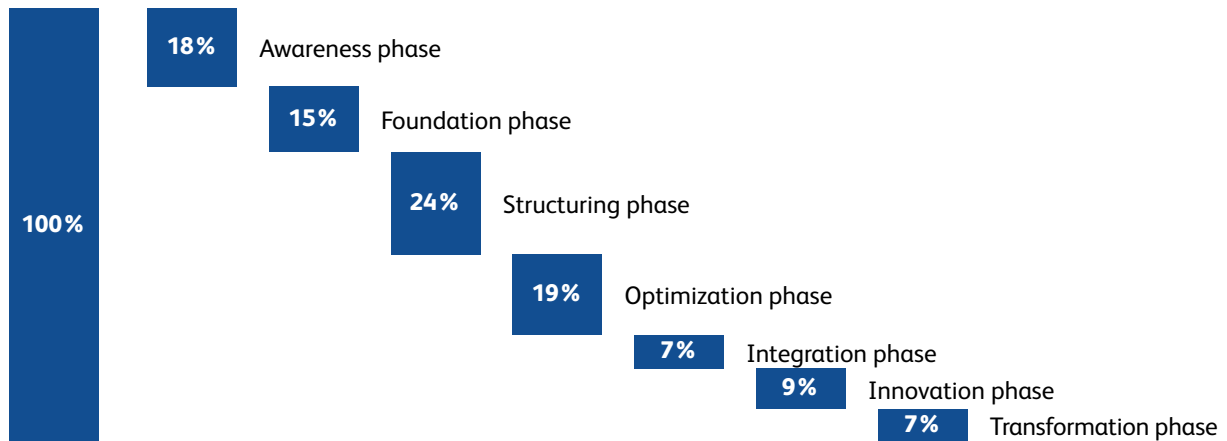 18%
Awareness phase
15%
Foundation phase
24%
Structuring phase
100%
19%
Optimization phase
7%
Integration phase
9%
Innovation phase
7%
Transformation phase